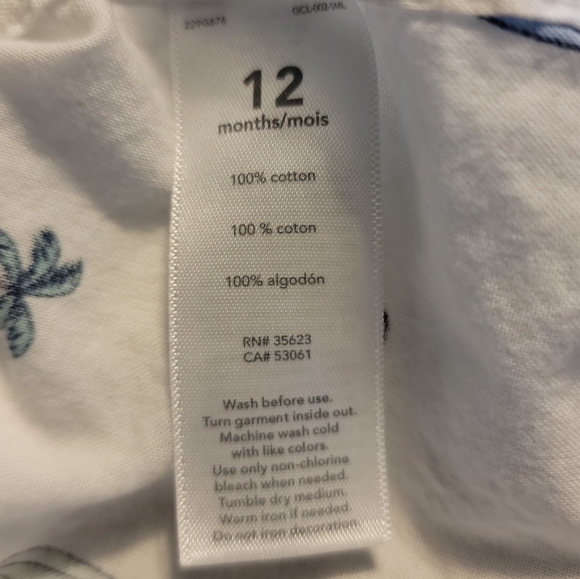 229G676
12
months/mois
100% cotton
100 % coton
100% algodón
RN# 35623
CA# 53061
Wash before use.
Turn garment inside out.
Machine wash cold
with like colors.
Use only non-chlorine
bleach when needed.
Tumble dry medium.
Warm iron if needed.
Do not iron decoration.